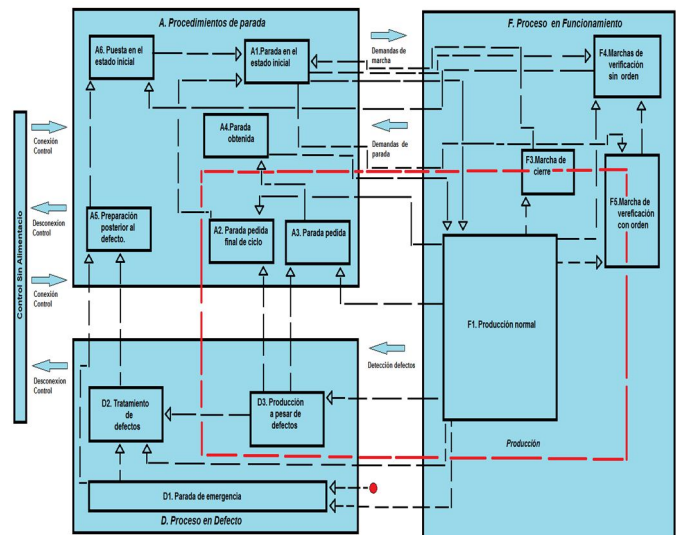 A. Procedimientos de parada
F. Proceso en Funcionamiento
A6. Puesta en el
estado inicial
A1.Parada en el
estado inicial
Demandas de
marcha
F4.Marchas de
verificación
sin orden
A4.Parada
obtenida
Conexión
Control
Demandas de
parada
F3.Marcha de
cierre
F5.Marcha de
vereficación
con orden
Control Sin Alimentacio
Desconexion
Control
A5. Preparación
posterior al
defecto.
A2. Parada pedida
final de ciclo
A3. Parada pedida
Conexión
Control
F1. Producción normal
Desconexion
Control
Detección defectos
D2. Tratamiento
de
defectos
D3. Producción
a pesar de
defectos
Producción
D1. Parada de emergencia
D. Proceso en Defecto